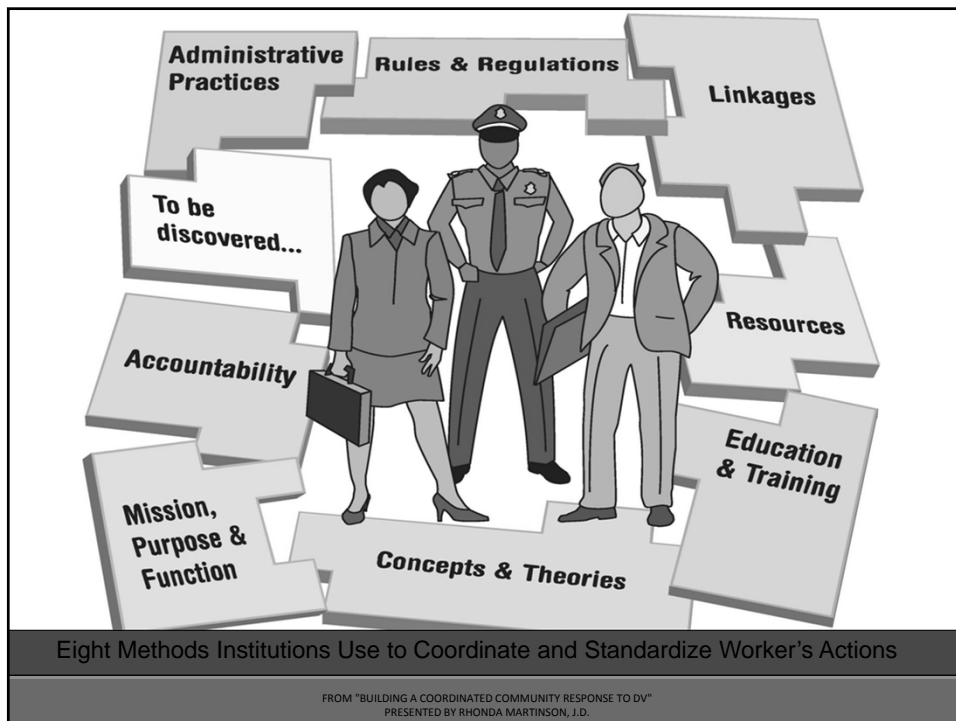 Administrative
Practices
Rules & Regulations
Linkages
To be
discovered...
Resources
Accountability
Education
& Training
Mission,
Purpose &
Function
Concepts & Theories
Eight Methods Institutions Use to Coordinate and Standardize Worker’s Actions
FROM "BUILDING A COORDINATED COMMUNITY RESPONSE TO DV"
PRESENTED BY RHONDA MARTINSON, J.D.